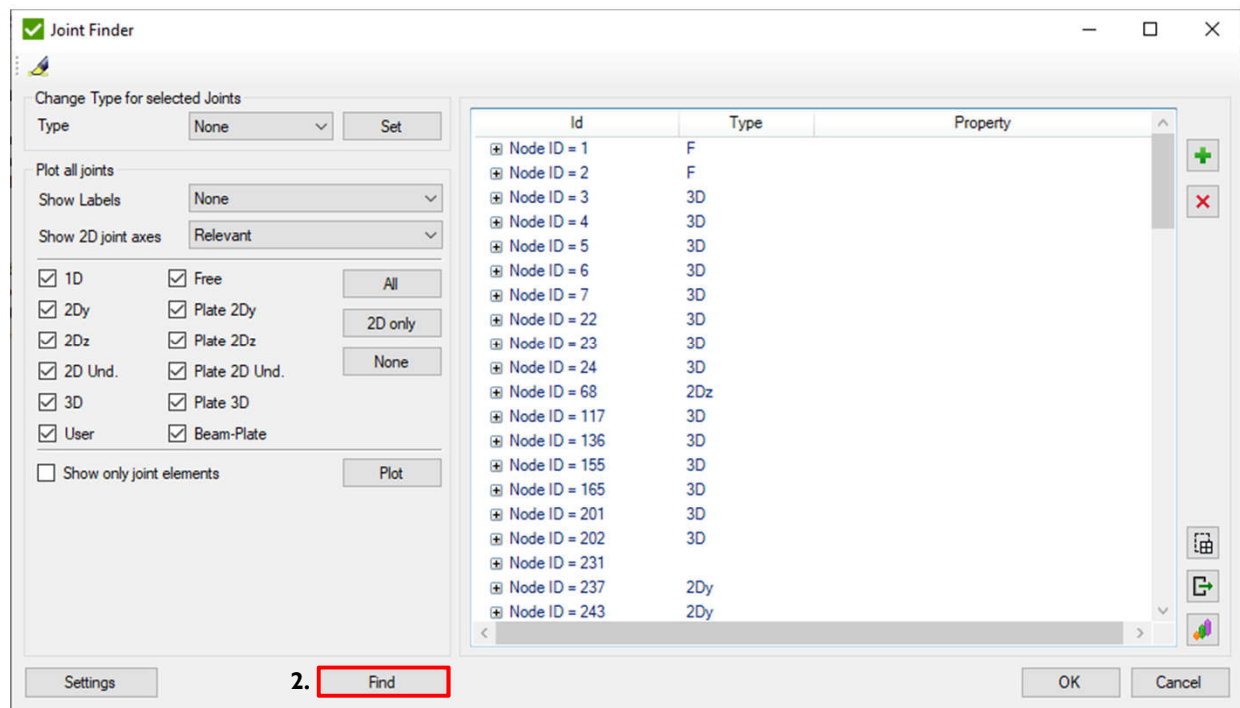 Joint Finder
Change Type for selected Joints
Type None Set
Plot all joints
Show Labels None
Show 2D joint axes Relevant
1D Free All
2Dy Plate 2Dy
2D only
2Dz Plate 2Dz
None
2D Und. Plate 2D Und.
3D Plate 3D
User Beam-Plate
Show only joint elements Plot
Id Type Property
Node ID = 1 F
Node ID = 2 F
Node ID = 3 3D
Node ID = 4 3D
Node ID = 5 3D
Node ID = 6 3D
Node ID = 7 3D
Node ID = 22 3D
Node ID = 23 3D
Node ID = 24 3D
Node ID = 68 2Dz
Node ID = 117 3D
Node ID = 136 3D
Node ID = 155 3D
Node ID = 165 3D
Node ID = 201 3D
Node ID = 202 3D
Node ID = 231
Node ID = 237 2Dy
Node ID = 243 2Dy
Settings 2. Find OK Cancel